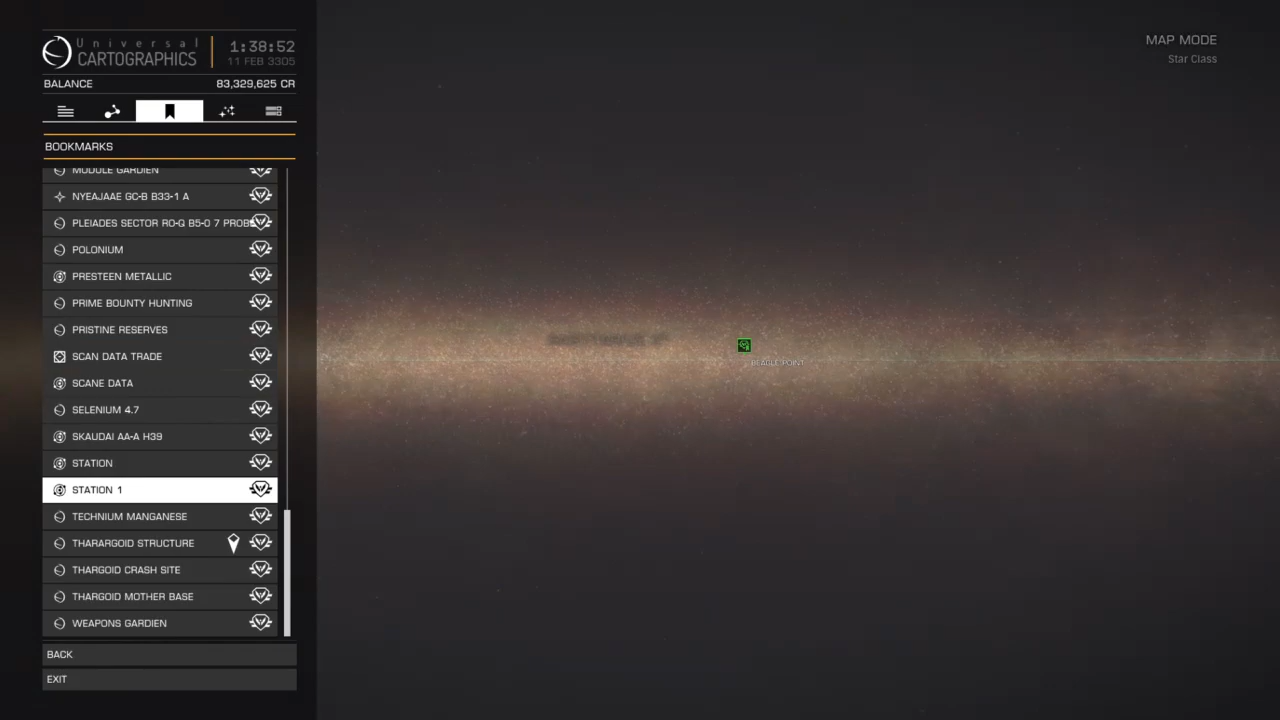 Universal
CARTOGRAPHICS
1:38:52
11 FEB 3305
BALANCE 83,329,625 CR
BOOKMARKS
MODULE GARDIEN
NYEAJAAE GC-B B33-1 A
PLEIADES SECTOR RO-Q B5-0 7 PROBE
POLONIUM
PRESTEEN METALLIC
PRIME BOUNTY HUNTING
PRISTINE RESERVES
SCAN DATA TRADE
SCANE DATA
SELENIUM 4.7
SKAUDAI AA-A H39
STATION
STATION 1
TECHNIUM MANGANESE
THARARGOID STRUCTURE
THARGOID CRASH SITE
THARGOID MOTHER BASE
WEAPONS GARDIEN
BACK
EXIT
MAP MODE
Star Class
BEAGLE POINT